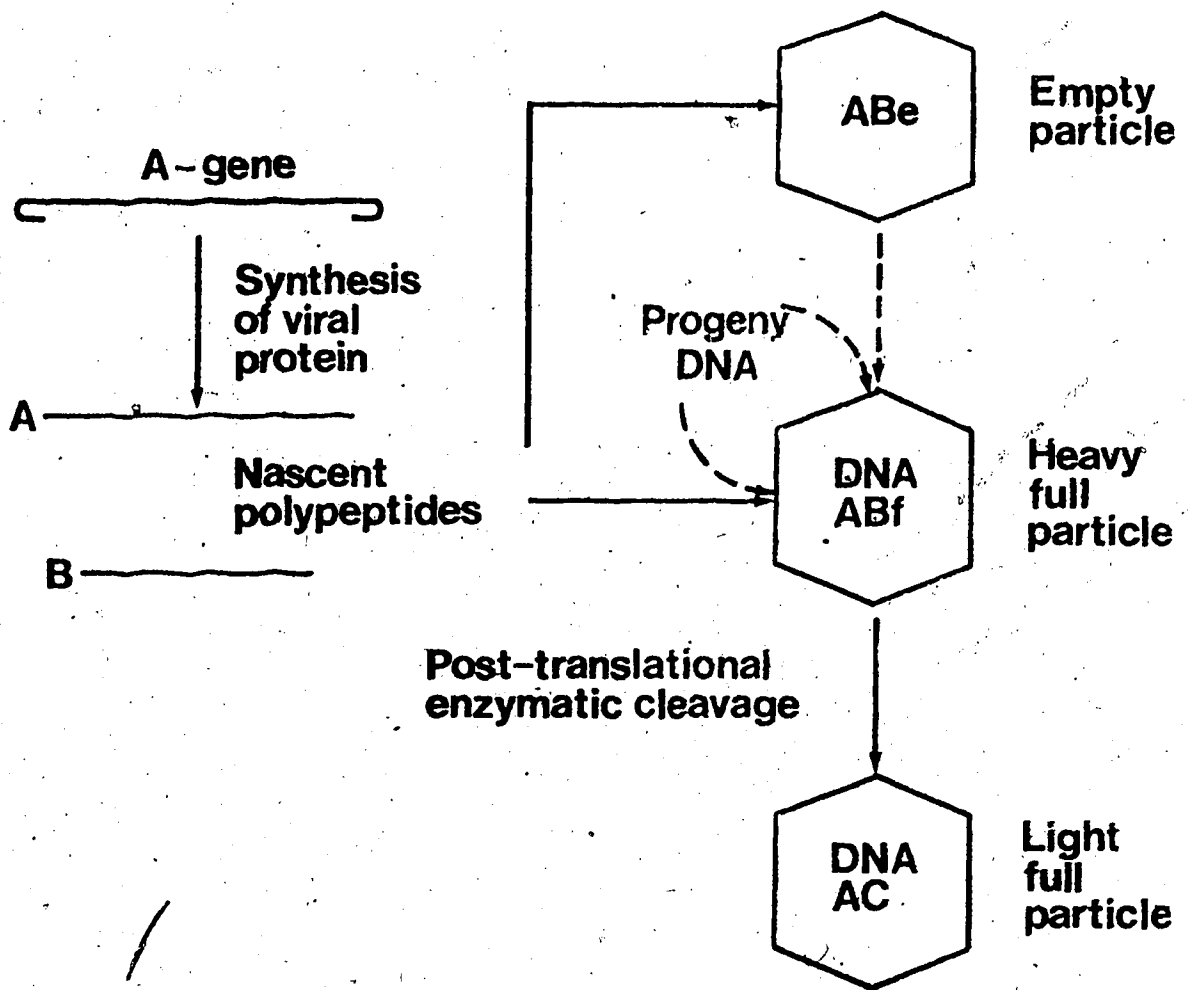 A-gene
Synthesis
of viral
protein
A
Nascent
polypeptides
B
ABe
Empty
particle
Progeny
DNA
DNA
ABf
Heavy
full
particle
Post-translational
enzymatic cleavage
DNA
AC
Light
full
particle